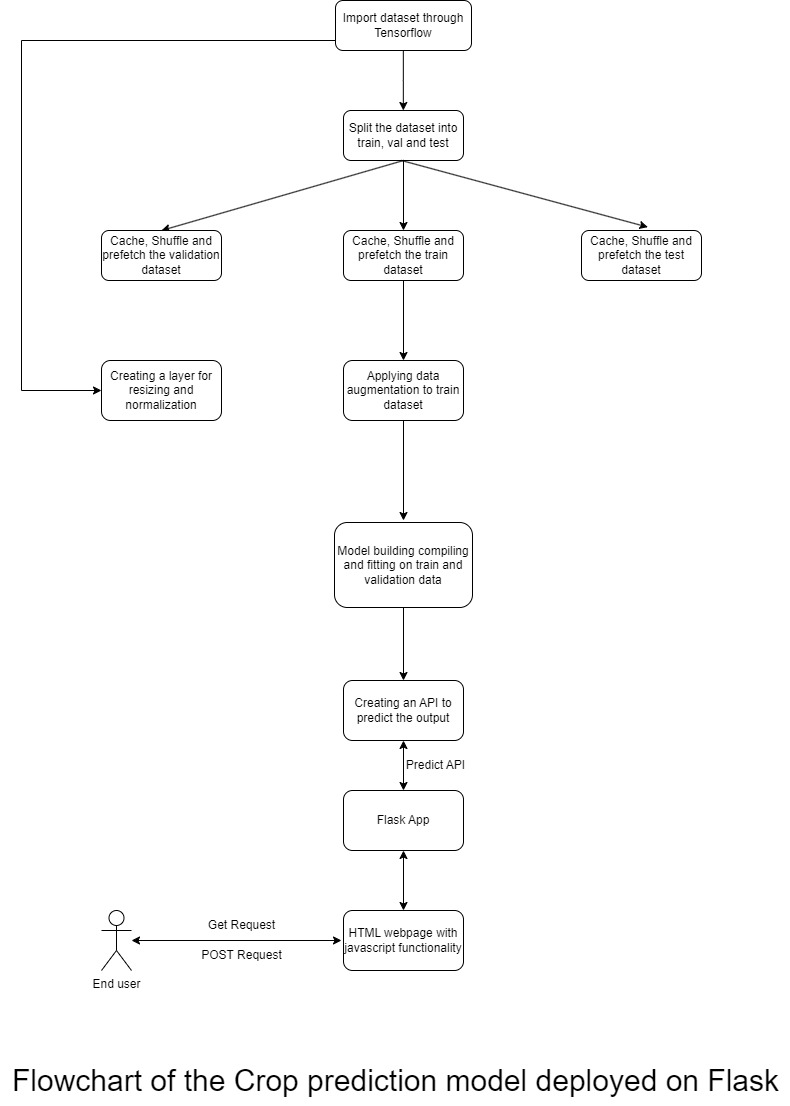 Import dataset through
Tensorflow
Split the dataset into
train, val and test
Cache, Shuffle and
prefetch the validation
dataset
Cache, Shuffle and
prefetch the train
dataset
Cache, Shuffle and
prefetch the test
dataset
Creating a layer for
resizing and
normalization
Applying data
augmentation to train
dataset
Model building compiling
and fitting on train and
validation data
Creating an API to
predict the output
Predict API
Flask App
Get Request
POST Request
HTML webpage with
javascript functionality
End user
Flowchart of the Crop prediction model deployed on Flask